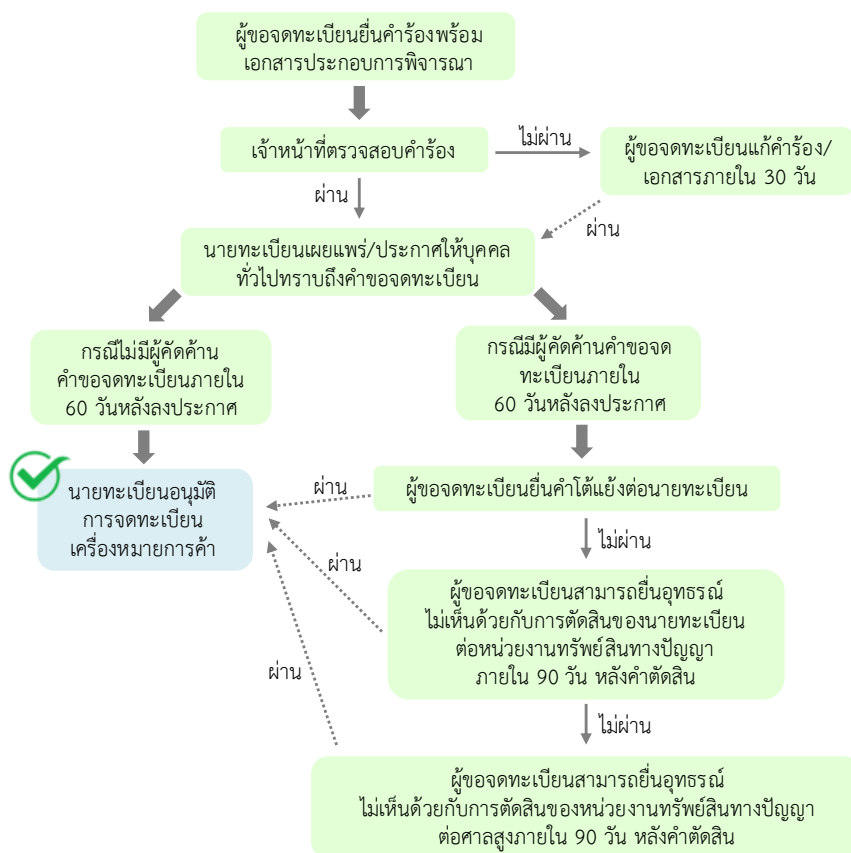 ผู้ขอจดทะเบียนยื่นคำร้องพร้อม
เอกสารประกอบการพิจารณา
เจ้าหน้าที่ตรวจสอบคำร้อง
ไม่ผ่าน
ผู้ขอจดทะเบียนแก้คำร้อง/
เอกสารภายใน 30 วัน
ผ่าน
ผ่าน
นายทะเบียนเผยแพร่/ประกาศให้บุคคล
ทั่วไปทราบถึงคำขอจดทะเบียน
กรณีไม่มีผู้คัดค้าน
คำขอจดทะเบียนภายใน
60 วันหลังลงประกาศ
กรณีมีผู้คัดค้านคำขอจด
ทะเบียนภายใน
60 วันหลังลงประกาศ
นายทะเบียนอนุมัติ
การจดทะเบียน
เครื่องหมายการค้า
ผ่าน
ผู้ขอจดทะเบียนยื่นคำโต้แย้งต่อนายทะเบียน
ไม่ผ่าน
ผ่าน
ผู้ขอจดทะเบียนสามารถยื่นอุทธรณ์
ไม่เห็นด้วยกับการตัดสินของนายทะเบียน
ต่อหน่วยงานทรัพย์สินทางปัญญา
ภายใน 90 วัน หลังคำตัดสิน
ผ่าน
ไม่ผ่าน
ผู้ขอจดทะเบียนสามารถยื่นอุทธรณ์
ไม่เห็นด้วยกับการตัดสินของหน่วยงานทรัพย์สินทางปัญญา
ต่อศาลสูงภายใน 90 วัน หลังคำตัดสิน